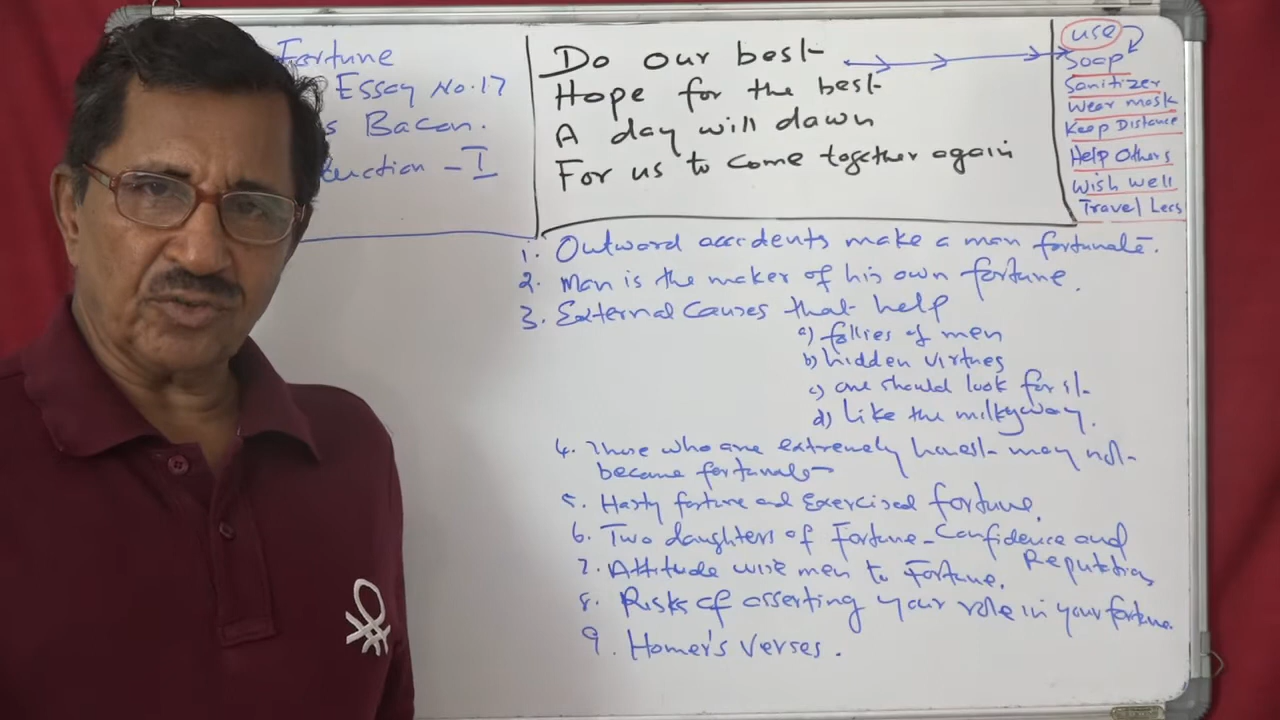 Fortune
Essay No.17
s Bacon.
duction - I
Do our best
Hope for the best
A day will dawn
For us to come together again
use
Soap
Sanitizer
Wear mask
Keep Distance
Help Others
Wish well
Travel Less
1. Outward accidents make a man fortunate.
2. Man is the maker of his own fortune.
3. External Causes that help
a) follies of men
b) hidden virtues
c) one should look for it
d) Like the milkyway.
4. Those who are extremely honest may not
become fortunate
5. Hasty fortune and Exercised fortune.
6. Two daughters of Fortune - Confidence and
Reputation
7. Attitude wise men to Fortune.
8. Risks of asserting your role in your fortune.
9. Homer's Verses.